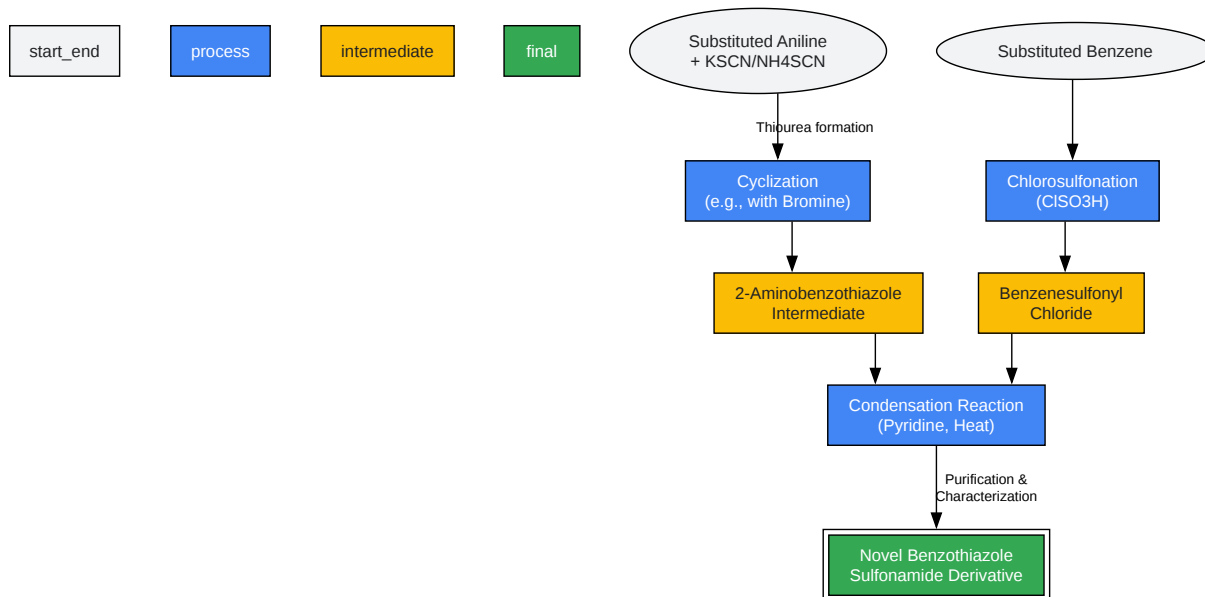 start_end
process
intermediate
final
Substituted Aniline
+ KSCN/NH4SCN
Substituted Benzene
Thiourea formation
Cyclization
(e.g., with Bromine)
Chlorosulfonation
(ClSO3H)
2-Aminobenzothiazole
Intermediate
Benzenesulfonyl
Chloride
Condensation Reaction
(Pyridine, Heat)
Purification &
Characterization
Novel Benzothiazole
Sulfonamide Derivative